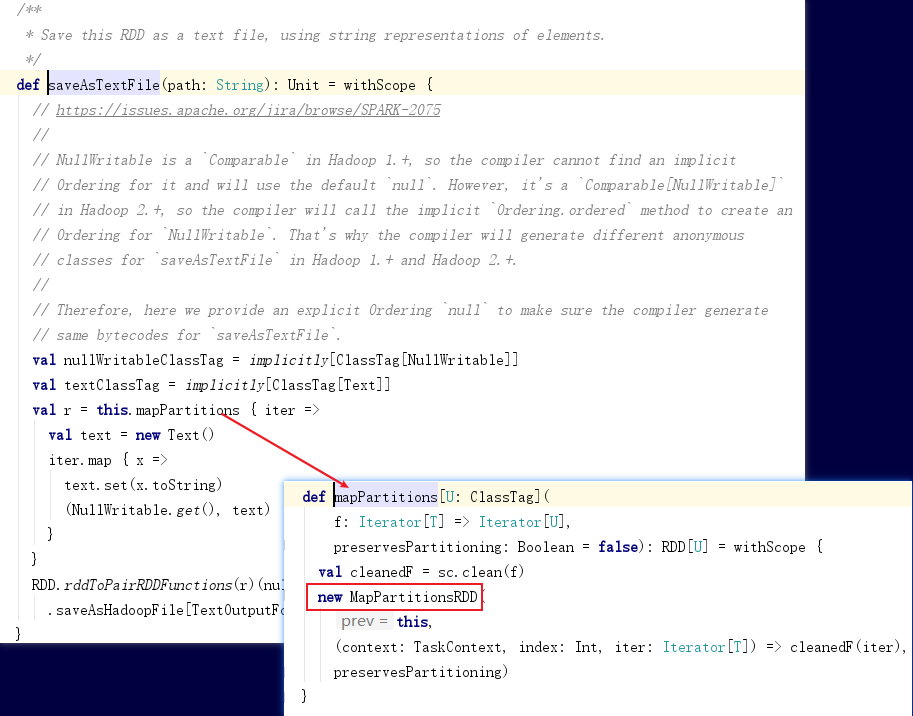 /**
* Save this RDD as a text file, using string representations of elements.
*/
def saveAsTextFile(path: String): Unit = withScope {
// https://issues.apache.org/jira/browse/SPARK-2075
//
// NullWritable is a `Comparable` in Hadoop 1.+, so the compiler cannot find an implicit
// Ordering for it and will use the default `null`. However, it's a `Comparable[NullWritable]`
// in Hadoop 2.+, so the compiler will call the implicit `Ordering.ordered` method to create an
// Ordering for `NullWritable`. That's why the compiler will generate different anonymous
// classes for `saveAsTextFile` in Hadoop 1.+ and Hadoop 2.+.
//
// Therefore, here we provide an explicit Ordering `null` to make sure the compiler generate
// same bytecodes for `saveAsTextFile`.
val nullWritableClassTag = implicitly[ClassTag[NullWritable]]
val textClassTag = implicitly[ClassTag[Text]]
val r = this.mapPartitions { iter =>
val text = new Text()
iter.map { x =>
text.set(x.toString)
(NullWritable.get(), text)
}
}
RDD.rddToPairRDDFunctions(r)(nul
.saveAsHadoopFile[TextOutputFo
}
def mapPartitions[U: ClassTag](
f: Iterator[T] => Iterator[U],
preservesPartitioning: Boolean = false): RDD[U] = withScope {
val cleanedF = sc.clean(f)
new MapPartitionsRDD(
prev = this,
(context: TaskContext, index: Int, iter: Iterator[T]) => cleanedF(iter),
preservesPartitioning)
}